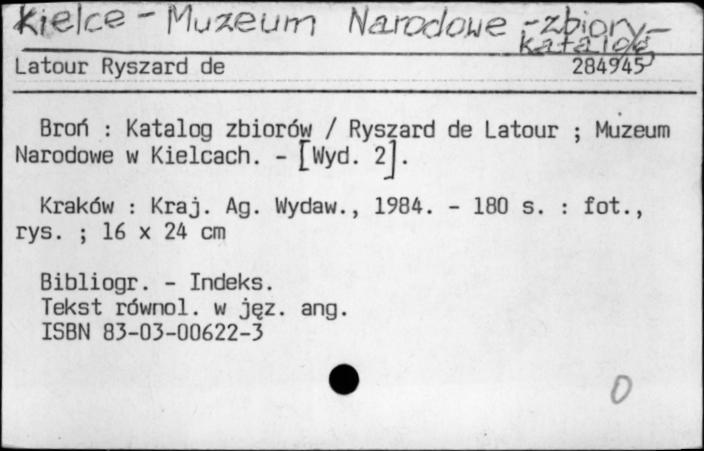 Kielce - Muzeum Narodowe - zbiory -
katalog
Latour Ryszard de 284945
Broń : Katalog zbiorów / Ryszard de Latour ; Muzeum
Narodowe w Kielcach. - [Wyd. 2].
Kraków : Kraj. Ag. Wydaw., 1984. - 180 s. : fot.,
rys. ; 16 x 24 cm
Bibliogr. - Indeks.
Tekst równol. w jęz. ang.
ISBN 83-03-00622-3
0